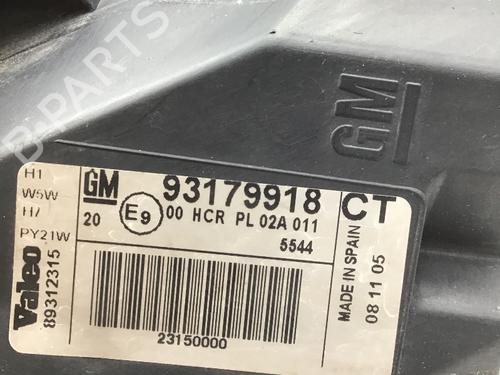 B-PARTS
GM
H1
W5W
H7
PY21W
GM
93179918
CT
20
E9
00 HCR PL 02A 011
5544
Valeo
89312315
23150000
MADE IN SPAIN
08 11 05